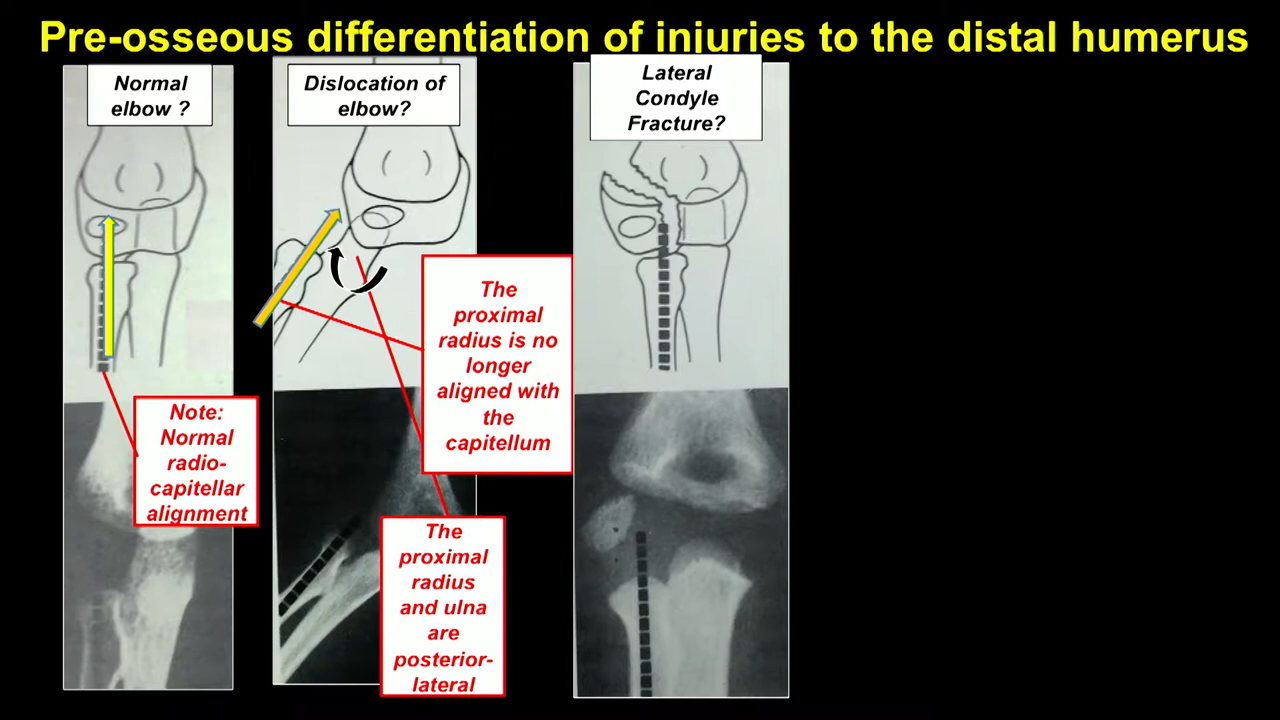 Pre-osseous differentiation of injuries to the distal humerus
Normal
elbow ?
Dislocation of
elbow?
Lateral
Condyle
Fracture?
The
proximal
radius is no
longer
aligned with
the
capitellum
Note:
Normal
radio-
capitellar
alignment
The
proximal
radius
and ulna
are
posterior-
lateral